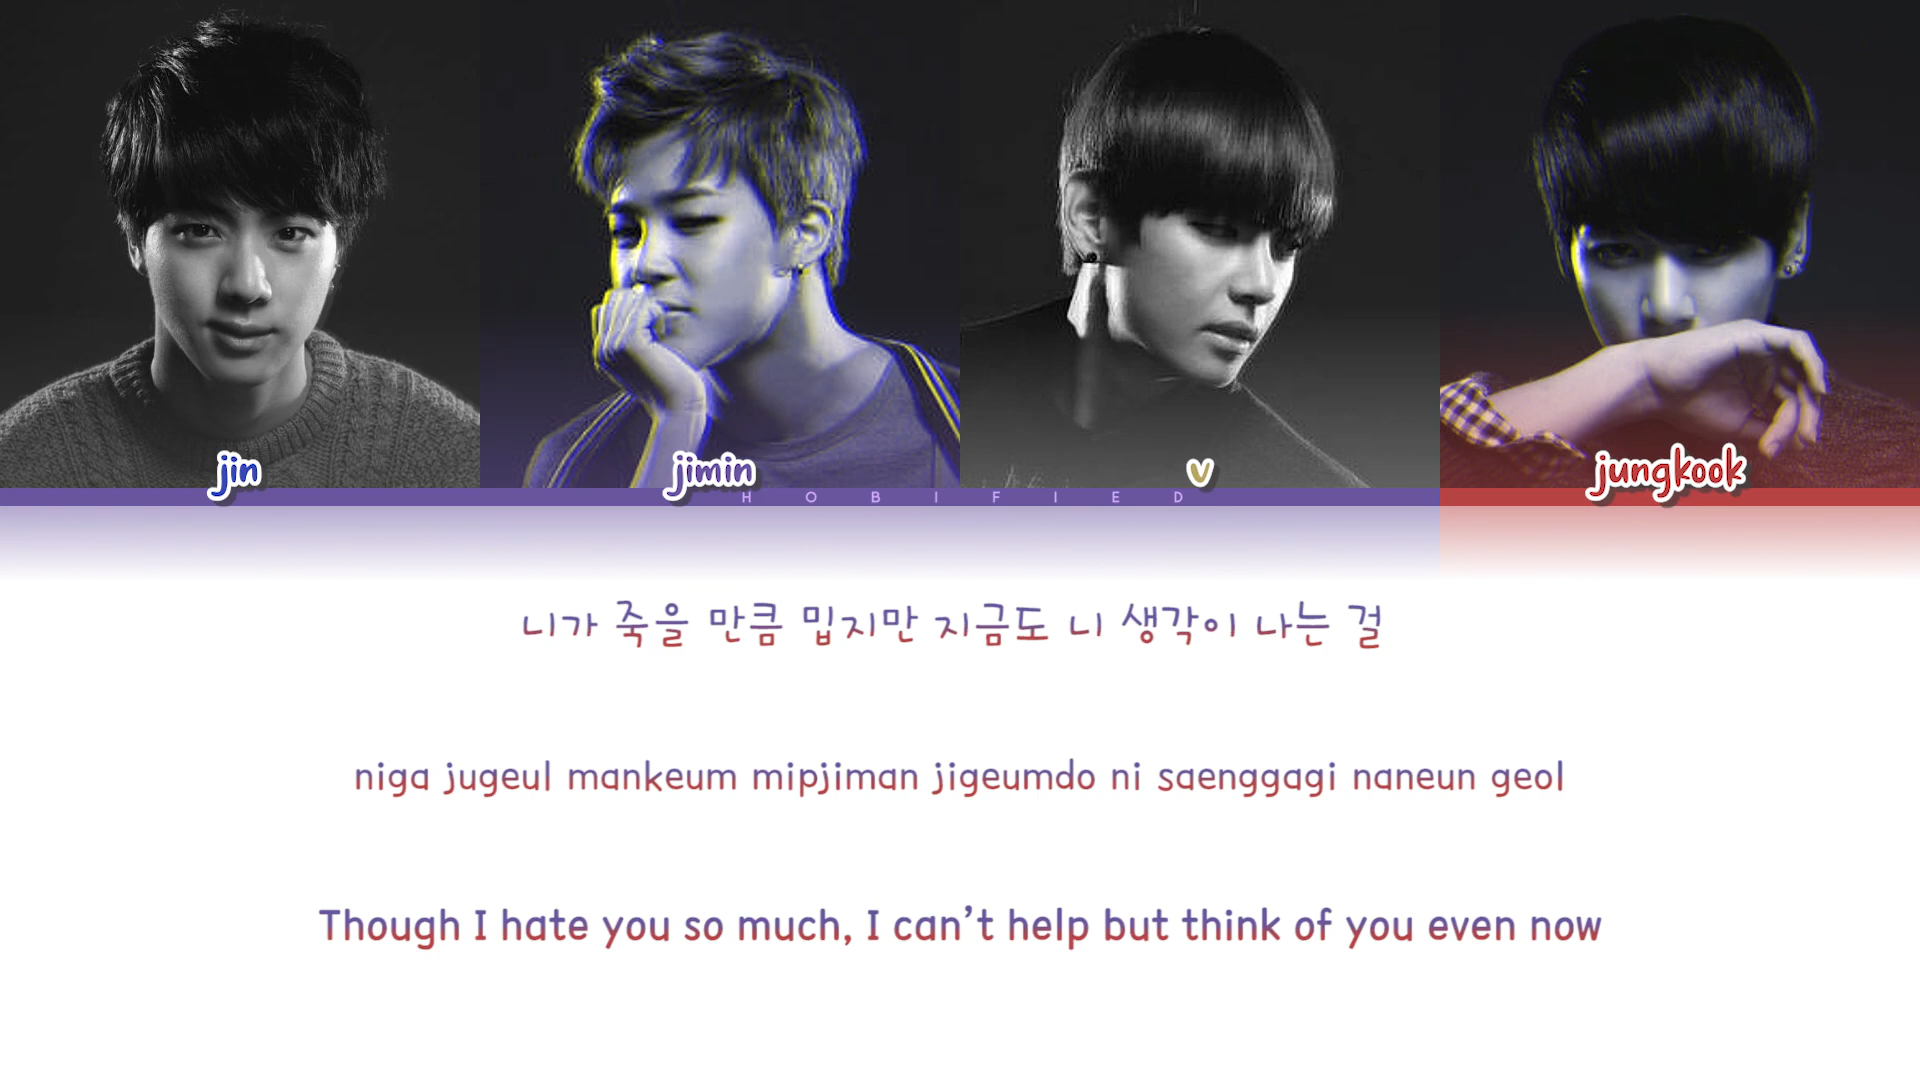 jin
jimin
v
jungkook
HOBIFIED
니가 죽을 만큼 밉지만 지금도 니 생각이 나는 걸
niga jugeul mankeum mipjiman jigeumdo ni saenggagi naneun geol
Though I hate you so much, I can’t help but think of you even now